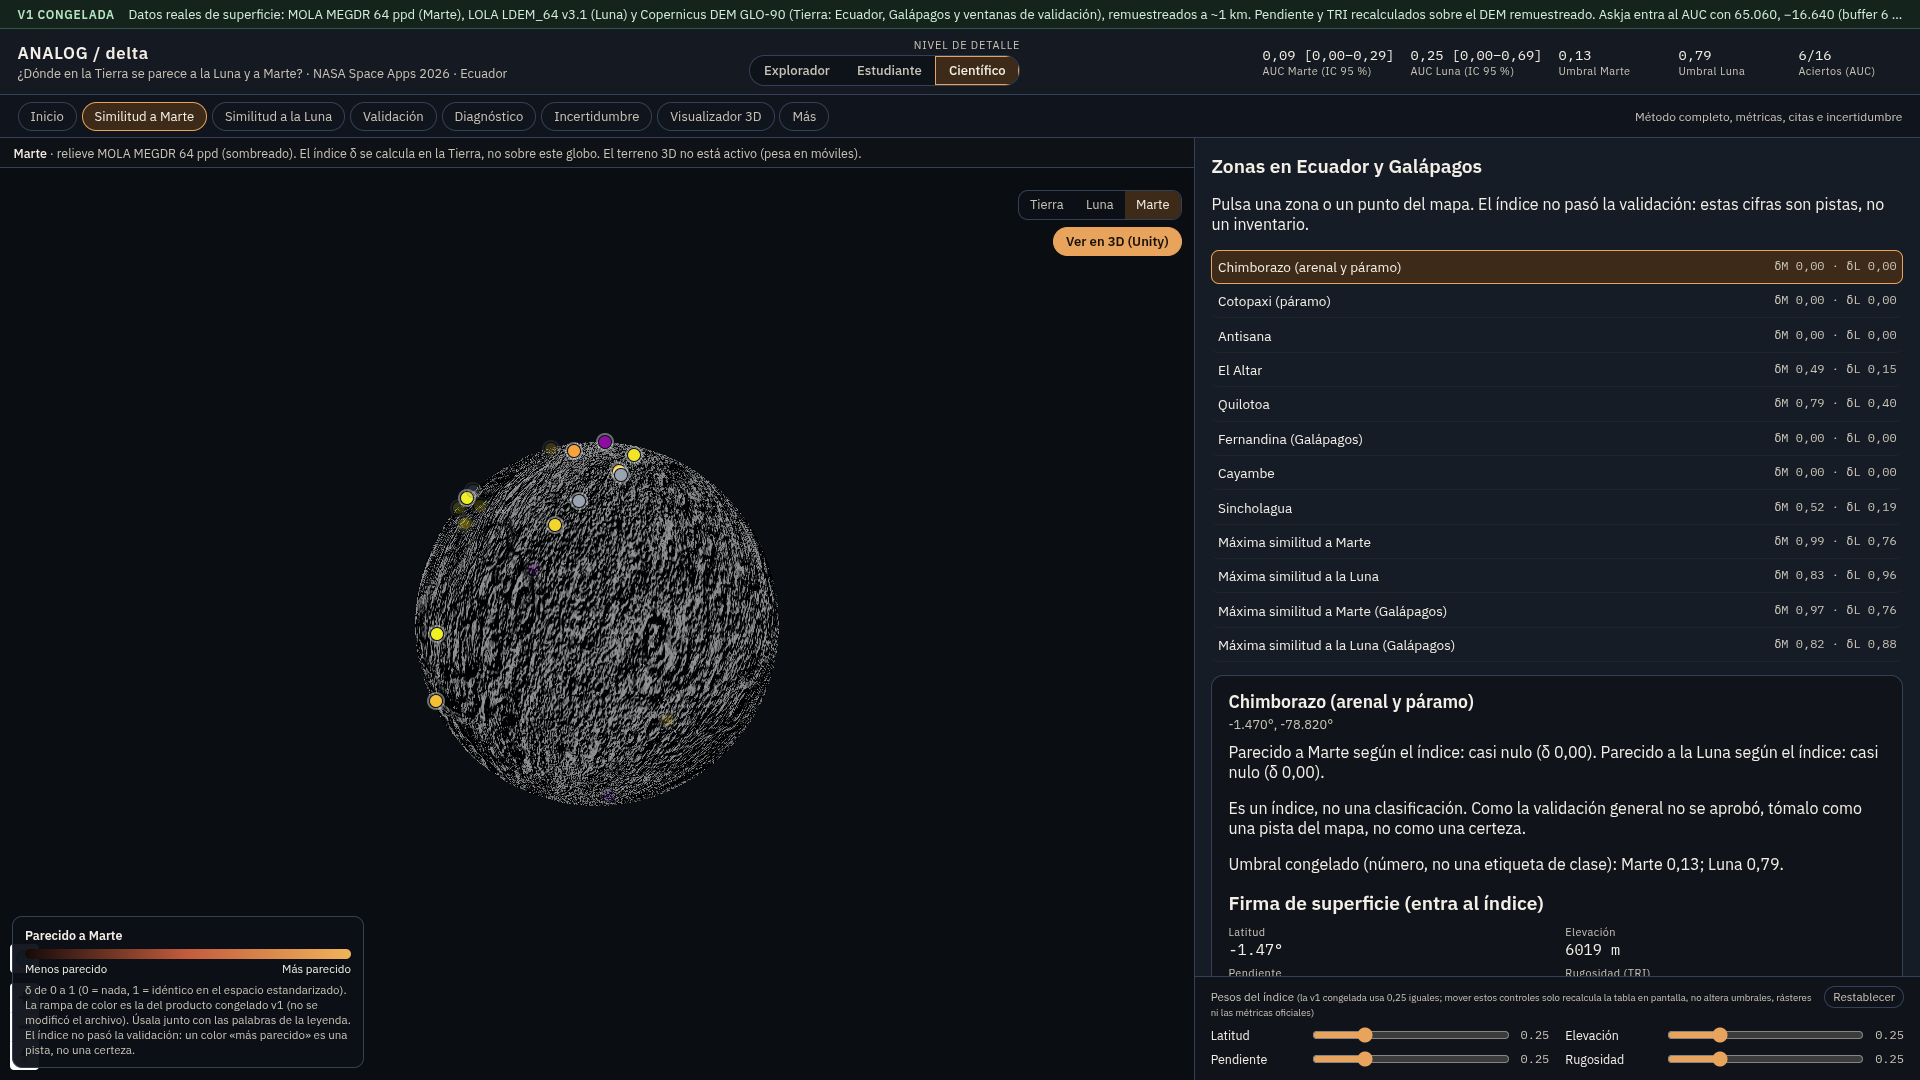 V1 CONGELADA Datos reales de superficie: MOLA MEGDR 64 ppd (Marte), LOLA LDEM_64 v3.1 (Luna) y Copernicus DEM GLO-90 (Tierra: Ecuador, Galápagos y ventanas de validación), remuestreados a ~1 km. Pendiente y TRI recalculados sobre el DEM remuestreado. Askja entra al AUC con 65.060, −16.640 (buffer 6 ...
ANALOG / delta
¿Dónde en la Tierra se parece a la Luna y a Marte? · NASA Space Apps 2026 · Ecuador
NIVEL DE DETALLE
Explorador Estudiante Científico
0,09 [0,00–0,29] 0,25 [0,00–0,69] 0,13 0,79 6/16
AUC Marte (IC 95 %) AUC Luna (IC 95 %) Umbral Marte Umbral Luna Aciertos (AUC)
Inicio Similitud a Marte Similitud a la Luna Validación Diagnóstico Incertidumbre Visualizador 3D Más
Método completo, métricas, citas e incertidumbre
Marte · relieve MOLA MEGDR 64 ppd (sombreado). El índice δ se calcula en la Tierra, no sobre este globo. El terreno 3D no está activo (pesa en móviles).
Tierra Luna Marte
Ver en 3D (Unity)
Parecido a Marte
Menos parecido Más parecido
δ de 0 a 1 (0 = nada, 1 = idéntico en el espacio estandarizado).
La rampa de color es la del producto congelado v1 (no se
modificó el archivo). Úsala junto con las palabras de la leyenda.
El índice no pasó la validación: un color «más parecido» es una
pista, no una certeza.
Zonas en Ecuador y Galápagos
Pulsa una zona o un punto del mapa. El índice no pasó la validación: estas cifras son pistas, no
un inventario.
Chimborazo (arenal y páramo) δM 0,00 · δL 0,00
Cotopaxi (páramo) δM 0,00 · δL 0,00
Antisana δM 0,00 · δL 0,00
El Altar δM 0,49 · δL 0,15
Quilotoa δM 0,79 · δL 0,40
Fernandina (Galápagos) δM 0,00 · δL 0,00
Cayambe δM 0,00 · δL 0,00
Sincholagua δM 0,52 · δL 0,19
Máxima similitud a Marte δM 0,99 · δL 0,76
Máxima similitud a la Luna δM 0,83 · δL 0,96
Máxima similitud a Marte (Galápagos) δM 0,97 · δL 0,76
Máxima similitud a la Luna (Galápagos) δM 0,82 · δL 0,88
Chimborazo (arenal y páramo)
-1.470°, -78.820°
Parecido a Marte según el índice: casi nulo (δ 0,00). Parecido a la Luna según el índice: casi
nulo (δ 0,00).
Es un índice, no una clasificación. Como la validación general no se aprobó, tómalo como
una pista del mapa, no como una certeza.
Umbral congelado (número, no una etiqueta de clase): Marte 0,13; Luna 0,79.
Firma de superficie (entra al índice)
Latitud Elevación
-1.47° 6019 m
Pendiente Rugosidad (TRI)
Pesos del índice (la v1 congelada usa 0,25 iguales; mover estos controles solo recalcula la tabla en pantalla, no altera umbrales, rásteres
ni las métricas oficiales)
Restablecer
Latitud 0.25 Elevación 0.25
Pendiente 0.25 Rugosidad 0.25